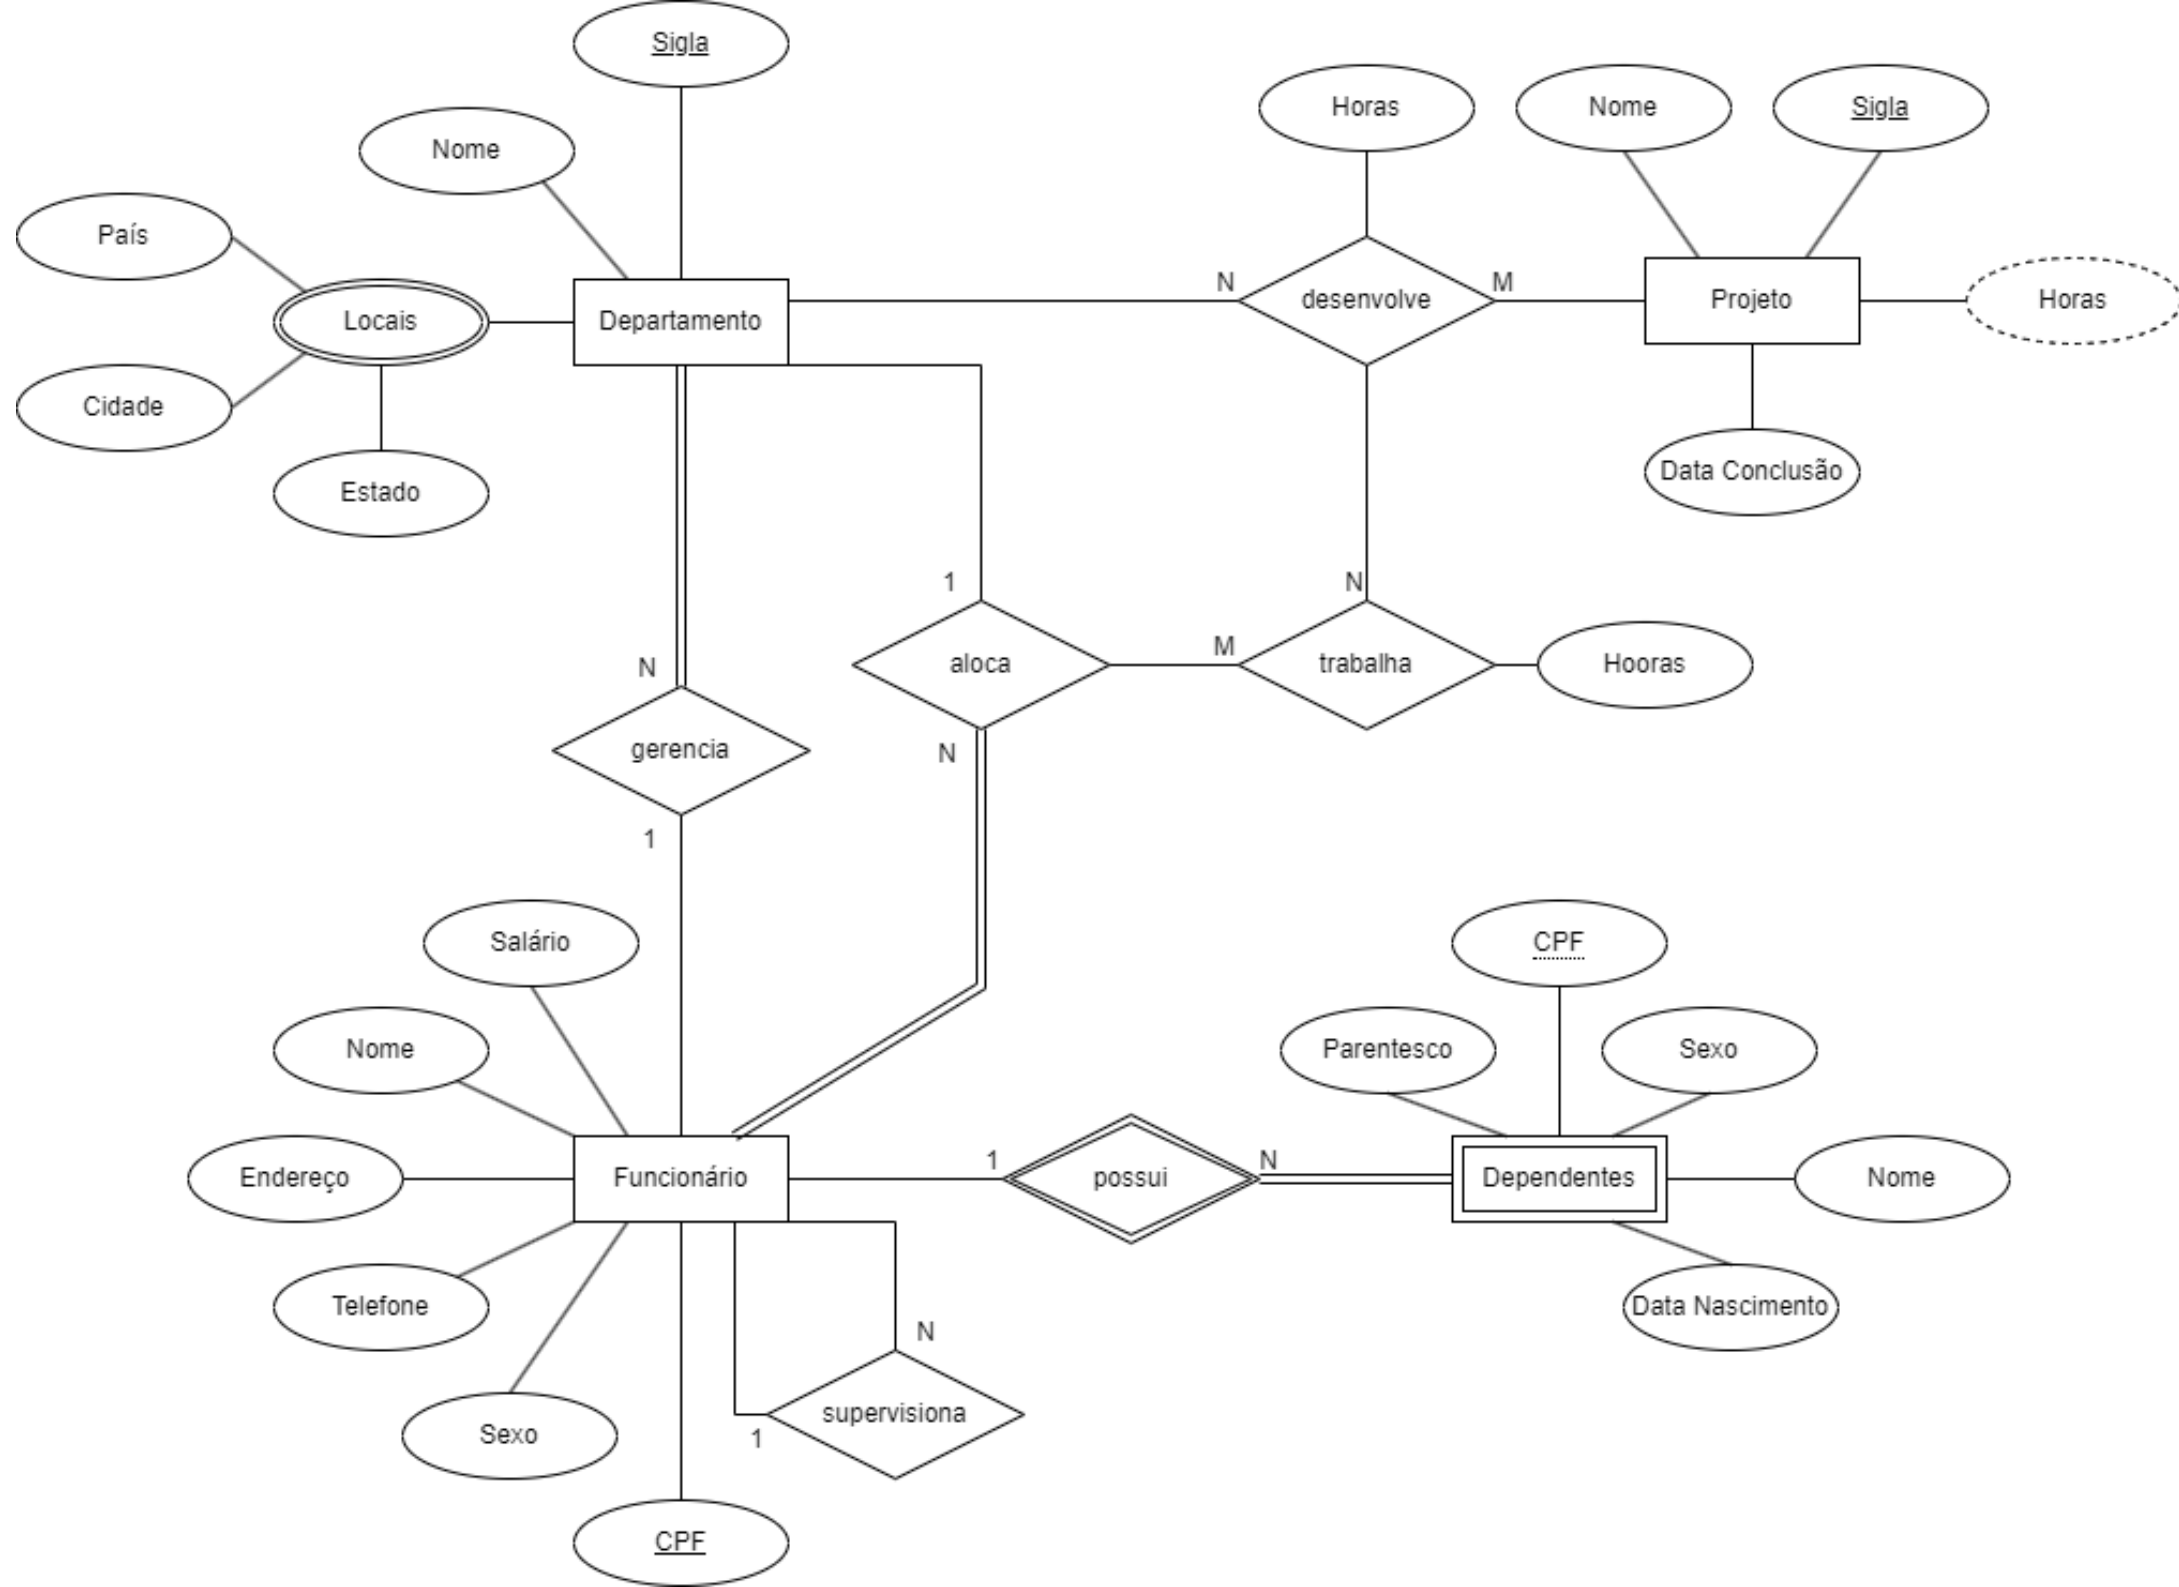 Sigla
Horas
Nome
Sigla
Nome
País
N
M
Locais
Departamento
desenvolve
Projeto
Horas
Cidade
Data Conclusão
Estado
1
N
N
aloca
M
trabalha
Hooras
gerencia
N
1
Salário
CPF
Nome
Parentesco
Sexo
Endereço
Funcionário
1
possui
N
Dependentes
Nome
Telefone
Data Nascimento
N
Sexo
supervisiona
1
CPF